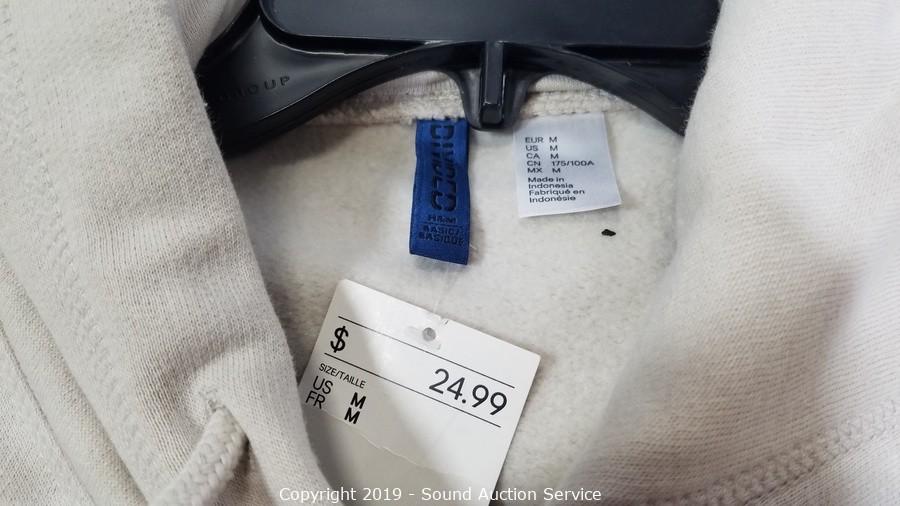 GROUP
DIVIDED
H&M
BASIC/
BASIQUE
EUR M
US M
CA M
CN 175/100A
MX M
Made in
Indonesia
Fabriqué en
Indonésie
$
24.99
SIZE/TAILLE
US M
FR M
Copyright 2019 - Sound Auction Service